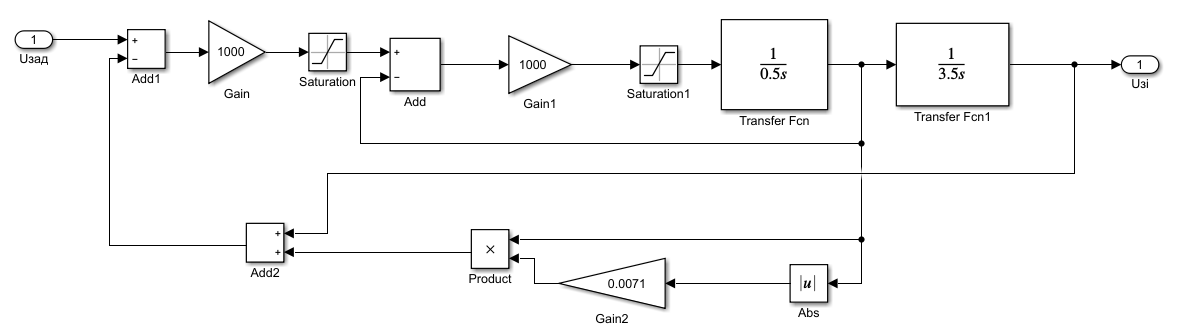 1
Uзад
+
−
Add1
1000
Gain
Saturation
+
−
Add
1000
Gain1
Saturation1
1
0.5s
Transfer Fcn
1
3.5s
Transfer Fcn1
1
Uзі
+
+
Add2
×
Product
0.0071
Gain2
|u|
Abs